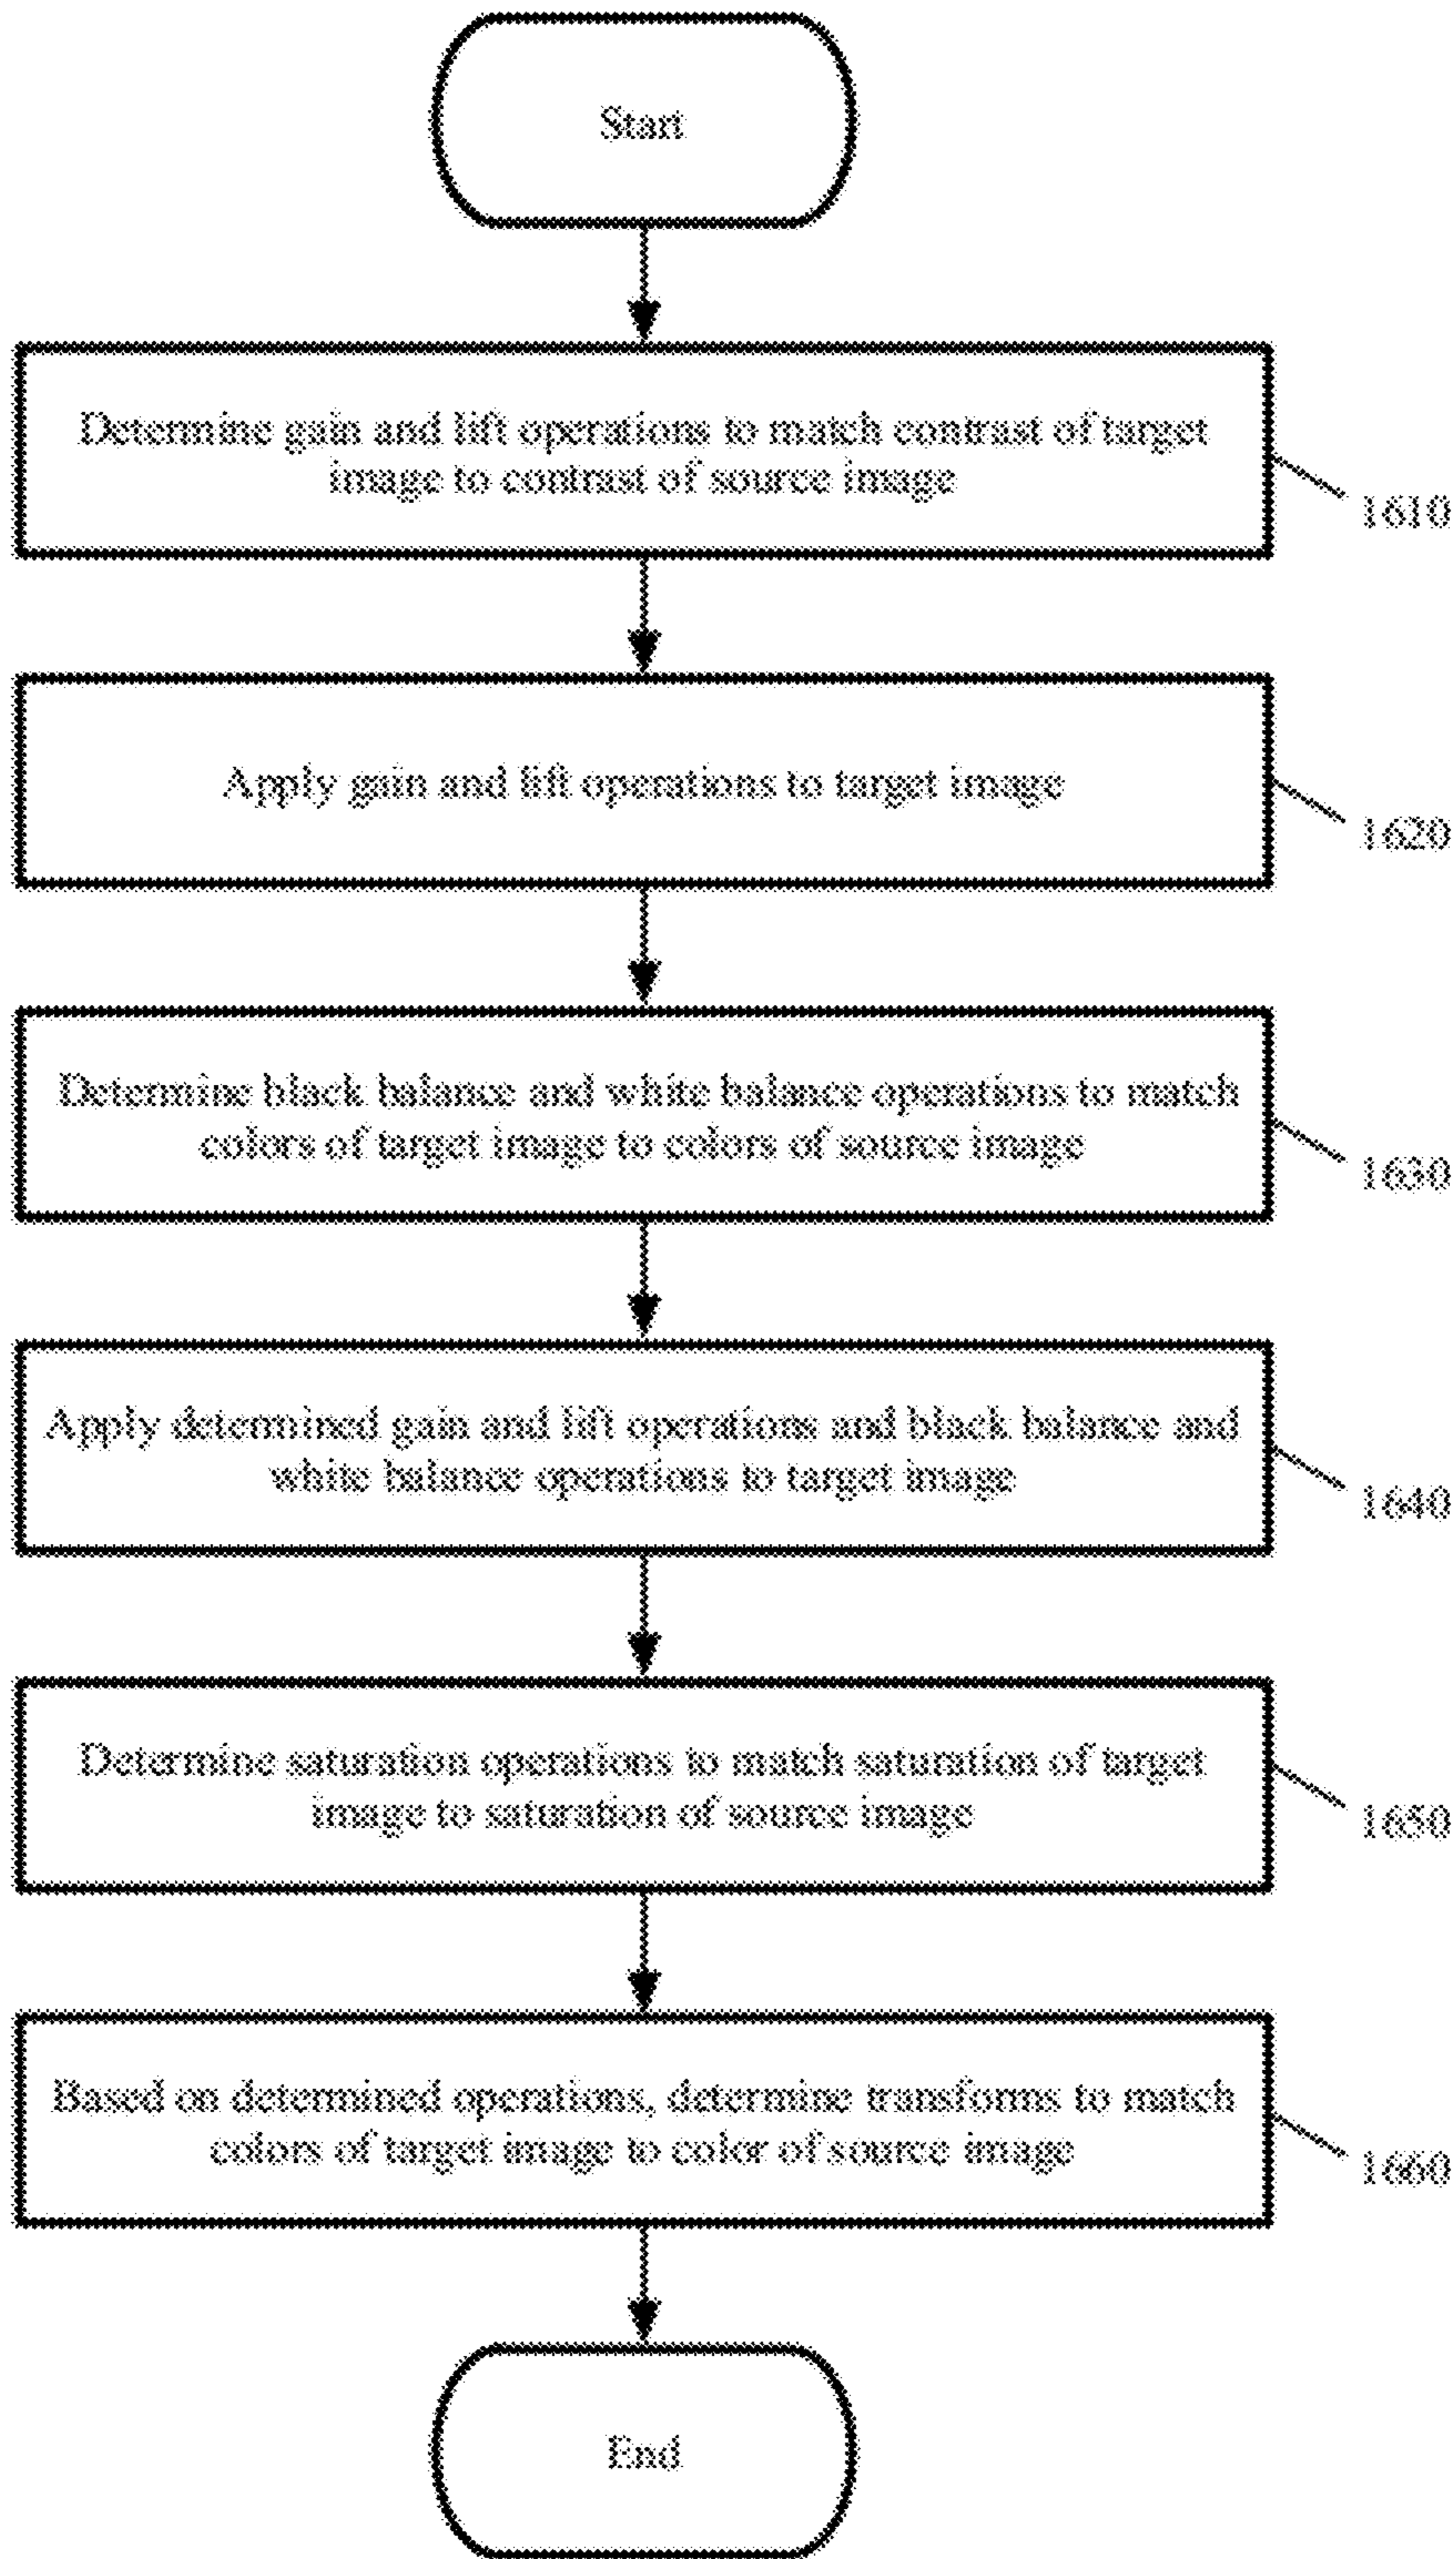 Start
Determine gain and lift operations to match contrast of target
image to contrast of source image
1610
Apply gain and lift operations to target image
1620
Determine black balance and white balance operations to match
colors of target image to colors of source image
1630
Apply determined gain and lift operations and black balance and
white balance operations to target image
1640
Determine saturation operations to match saturation of target
image to saturation of source image
1650
Based on determined operations, determine transforms to match
colors of target image to color of source image
1660
End